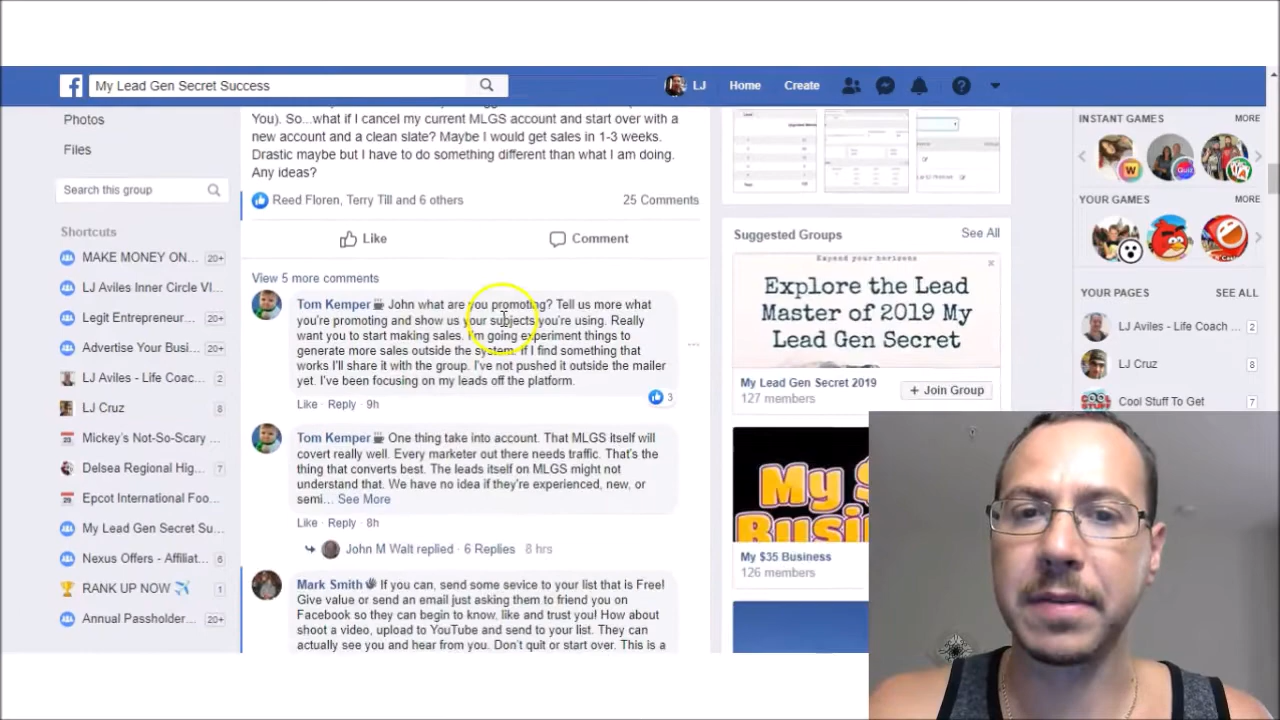 My Lead Gen Secret Success
LJ
Home
Create
Photos
Files
Search this group
Shortcuts
MAKE MONEY ON... 20+
LJ Aviles Inner Circle VI...
Legit Entrepreneur... 20+
Advertise Your Busi... 20+
LJ Aviles - Life Coac... 2
LJ Cruz 8
Mickey's Not-So-Scary ...
Delsea Regional Hig... 7
Epcot International Foo...
My Lead Gen Secret Su...
Nexus Offers - Affiliat... 6
RANK UP NOW 1
Annual Passholder... 20+
You). So...what if I cancel my current MLGS account and start over with a
new account and a clean slate? Maybe I would get sales in 1-3 weeks.
Drastic maybe but I have to do something different than what I am doing.
Any ideas?
Reed Floren, Terry Till and 6 others
25 Comments
Like
Comment
View 5 more comments
Tom Kemper John what are you promoting? Tell us more what
you're promoting and show us your subjects you're using. Really
want you to start making sales. I'm going experiment things to
generate more sales outside the system. If I find something that
works I'll share it with the group. I've not pushed it outside the mailer
yet. I've been focusing on my leads off the platform.
3
Like · Reply · 9h
Tom Kemper One thing take into account. That MLGS itself will
covert really well. Every marketer out there needs traffic. That's the
thing that converts best. The leads itself on MLGS might not
understand that. We have no idea if they're experienced, new, or
semi... See More
Like · Reply · 8h
John M Walt replied · 6 Replies 8 hrs
Mark Smith If you can, send some sevice to your list that is Free!
Give value or send an email just asking them to friend you on
Facebook so they can begin to know, like and trust you! How about
shoot a video, upload to YouTube and send to your list. They can
actually see you and hear from you. Don't quit or start over. This is a
Suggested Groups
See All
Expand your horizons
Explore the Lead
Master of 2019 My
Lead Gen Secret
My Lead Gen Secret 2019
127 members
+ Join Group
My $
Busin
My $35 Business
126 members
INSTANT GAMES
MORE
YOUR GAMES
MORE
YOUR PAGES
SEE ALL
LJ Aviles - Life Coach ... 2
LJ Cruz 8
COOL STUFF
Cool Stuff To Get 7